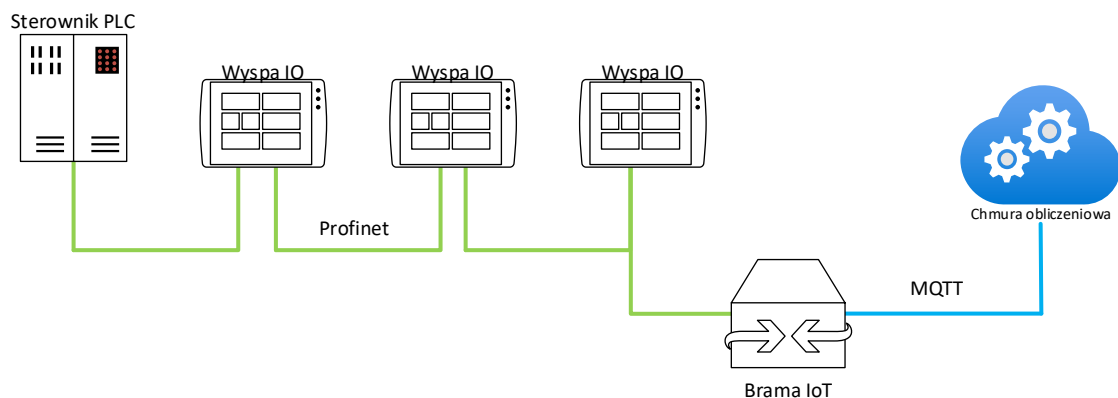 Sterownik PLC
Wyspa IO
Wyspa IO
Wyspa IO
Profinet
Chmura obliczeniowa
MQTT
Brama IoT